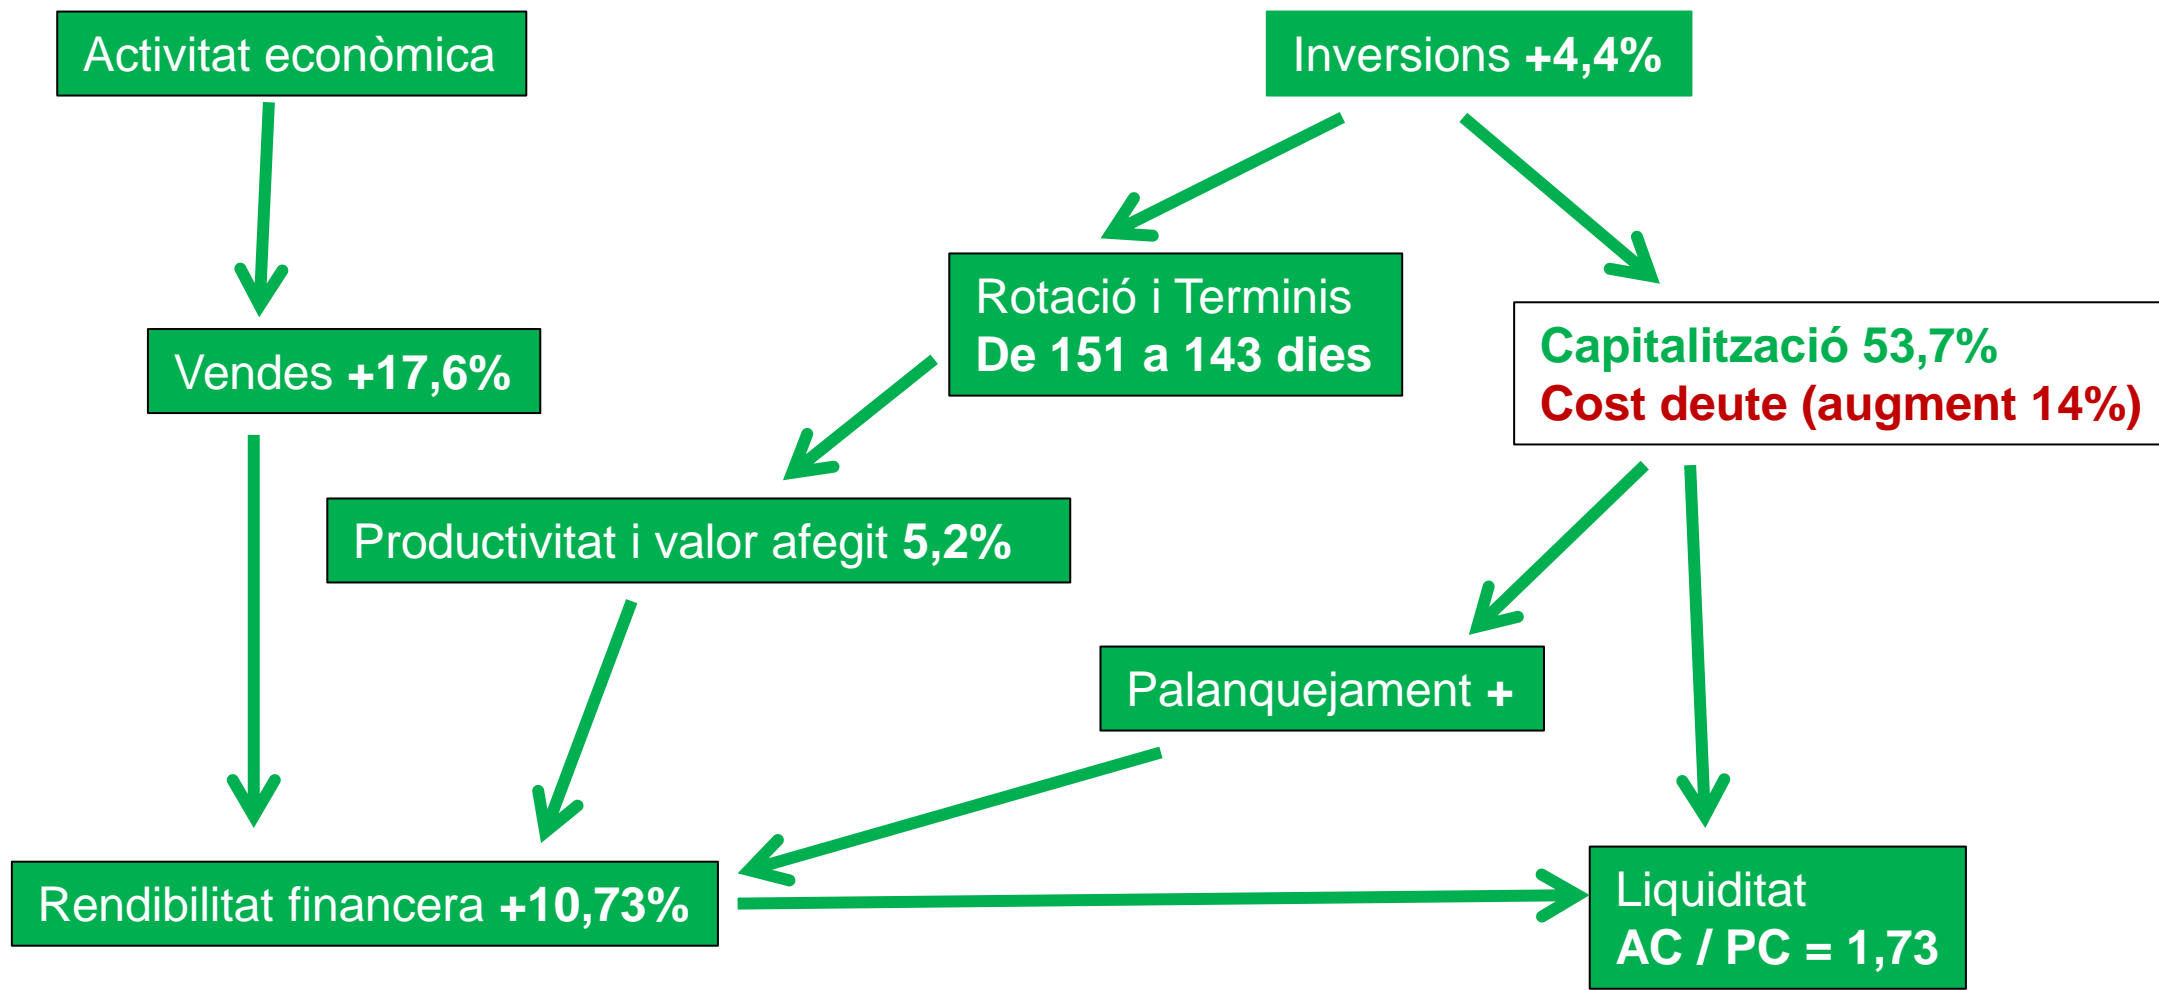 Activitat econòmica
Inversions +4,4%
Rotació i Terminis
De 151 a 143 dies
Capitalització 53,7%
Cost deute (augment 14%)
Vendes +17,6%
Productivitat i valor afegit 5,2%
Palanquejament +
Rendibilitat financera +10,73%
Liquiditat
AC / PC = 1,73